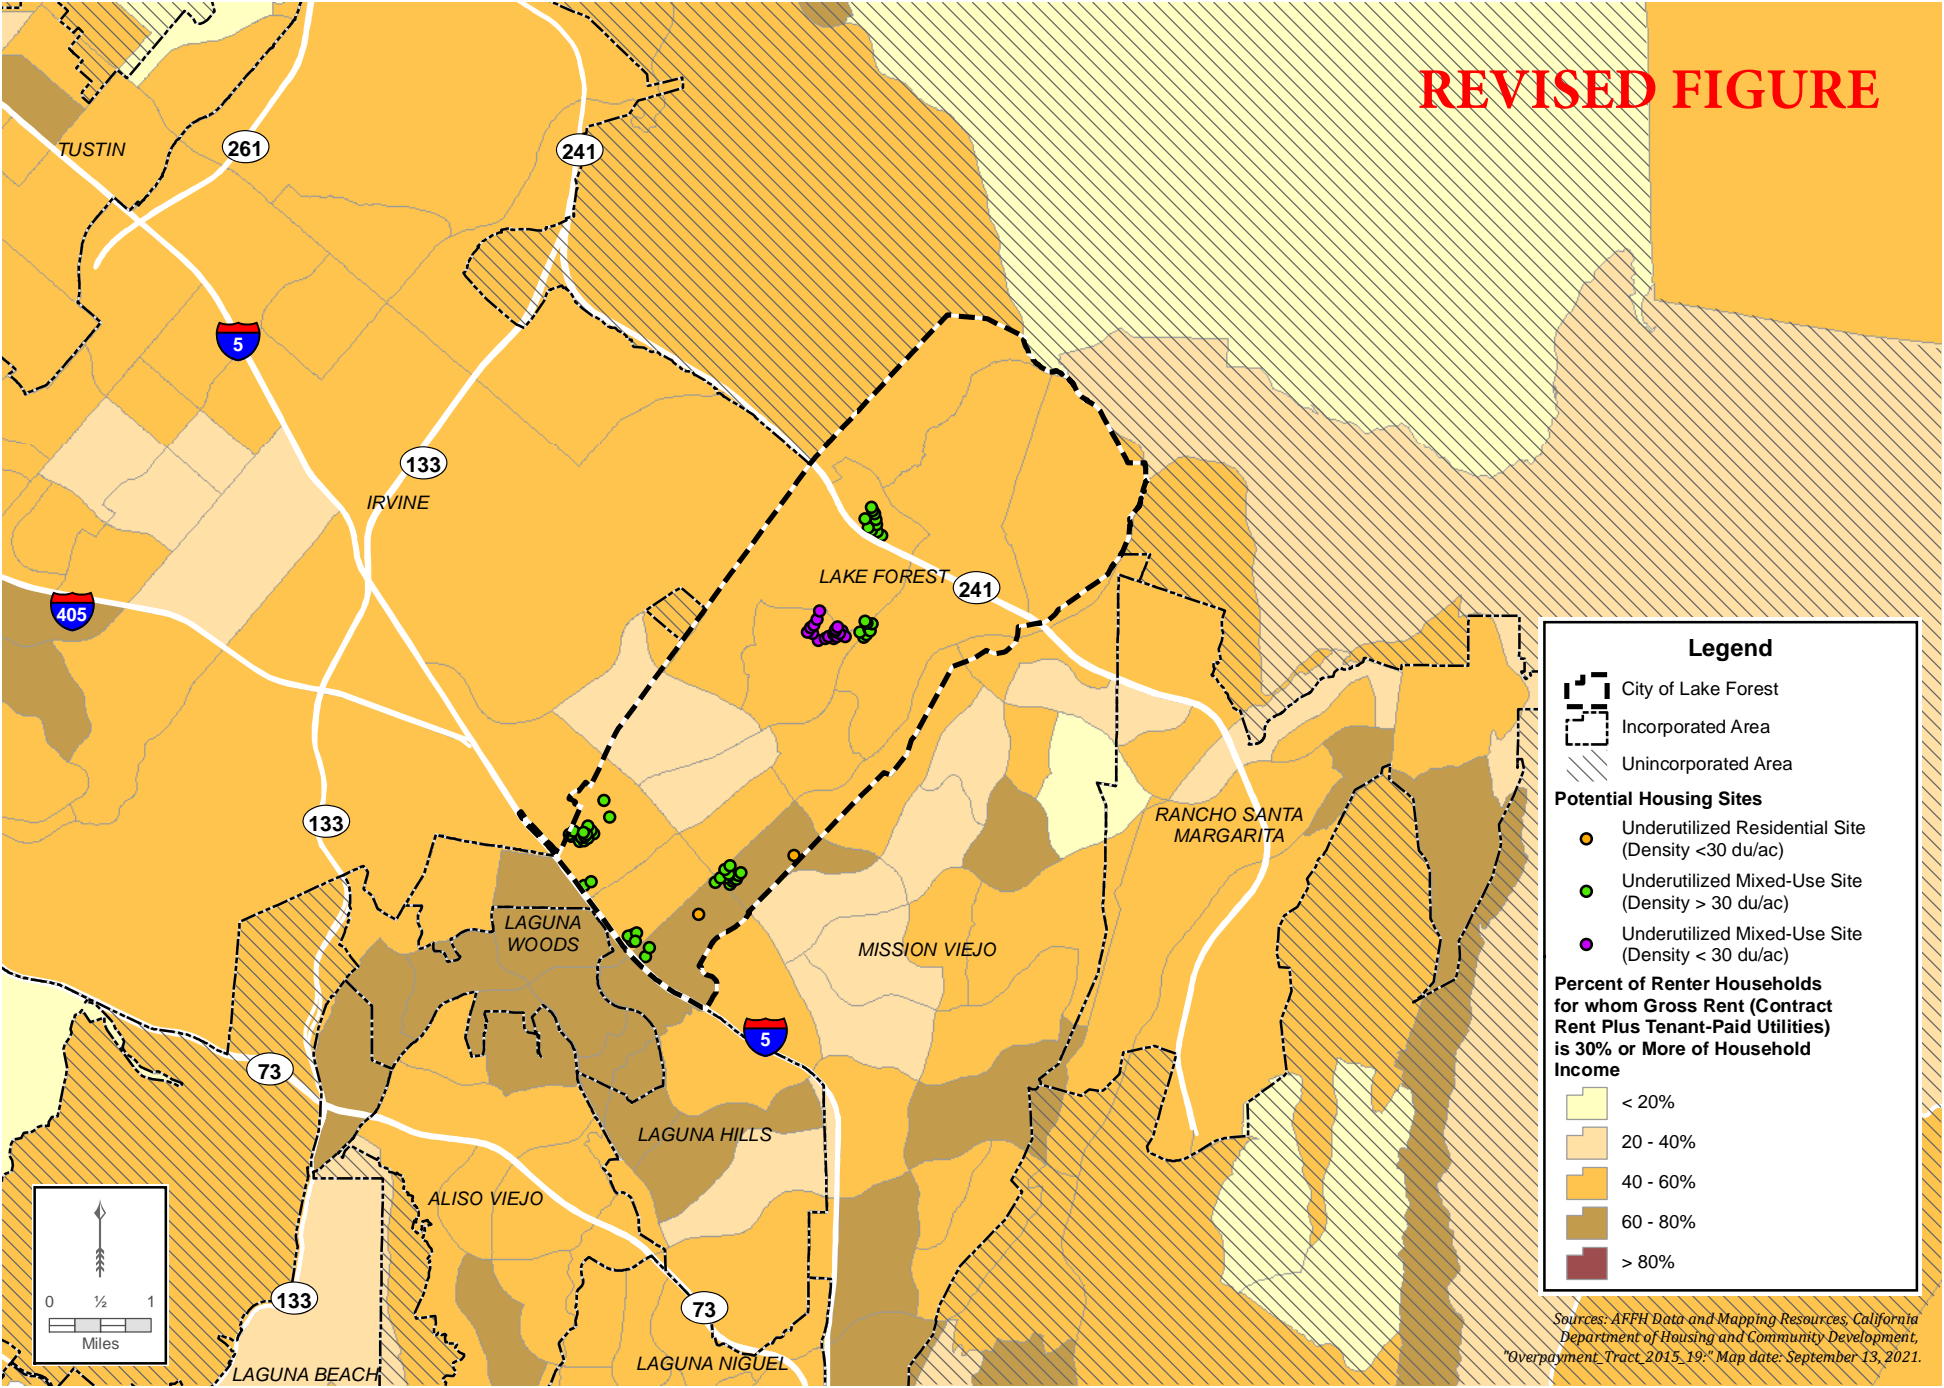 REVISED FIGURE
TUSTIN
261
241
5
133
IRVINE
405
LAKE FOREST
241
133
RANCHO SANTA
MARGARITA
LAGUNA
WOODS
MISSION VIEJO
5
73
LAGUNA HILLS
ALISO VIEJO
133
73
LAGUNA NIGUEL
LAGUNA BEACH
0 ½ 1
Miles
Legend
City of Lake Forest
Incorporated Area
Unincorporated Area
Potential Housing Sites
Underutilized Residential Site
(Density <30 du/ac)
Underutilized Mixed-Use Site
(Density > 30 du/ac)
Underutilized Mixed-Use Site
(Density < 30 du/ac)
Percent of Renter Households
for whom Gross Rent (Contract
Rent Plus Tenant-Paid Utilities)
is 30% or More of Household
Income
< 20%
20 - 40%
40 - 60%
60 - 80%
> 80%
Sources: AFFH Data and Mapping Resources, California
Department of Housing and Community Development,
"Overpayment_Tract_2015_19:" Map date: September 13, 2021.